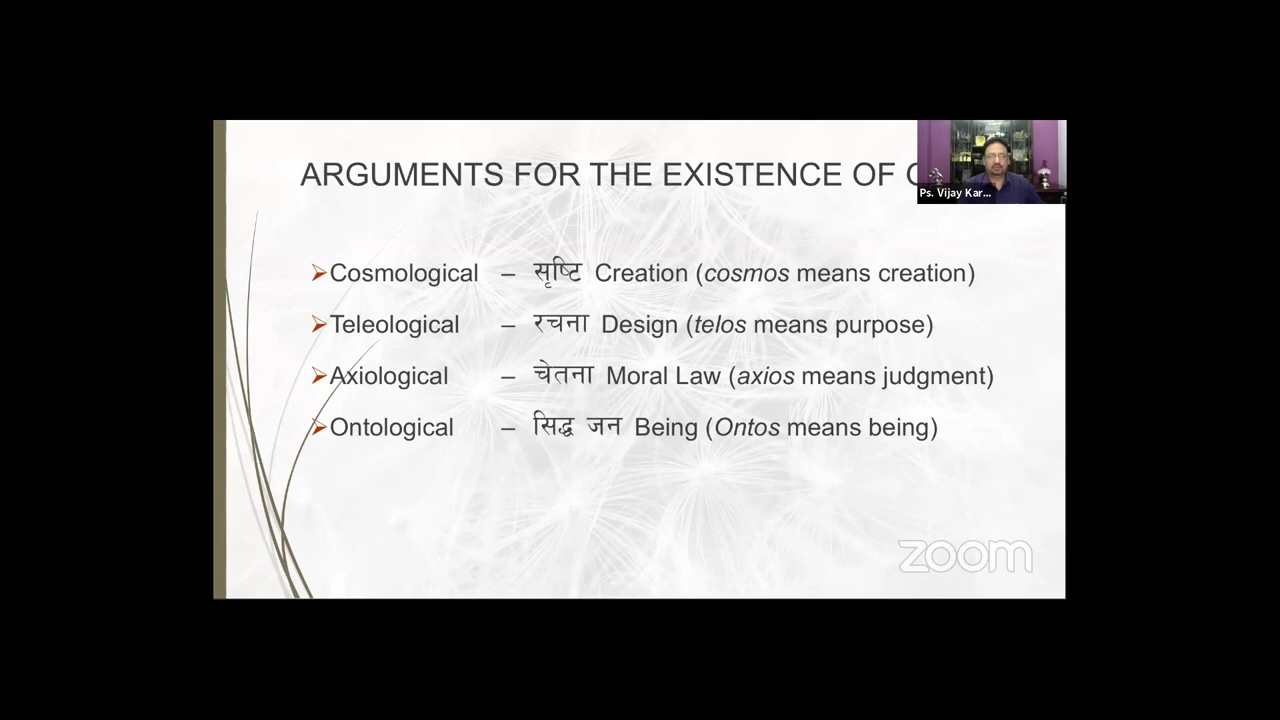 ARGUMENTS FOR THE EXISTENCE OF
Ps. Vijay Kar...
➢Cosmological – सृष्टि Creation (cosmos means creation)
➢Teleological – रचना Design (telos means purpose)
➢Axiological – चेतना Moral Law (axios means judgment)
➢Ontological – सिद्ध जन Being (Ontos means being)
zoom